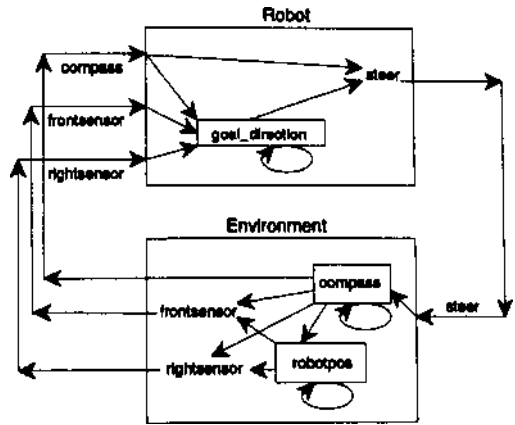 Robot
compass
steer
frontsensor
goal_direction
rightsensor
Environment
compass
frontsensor
steer
robotpos
rightsensor